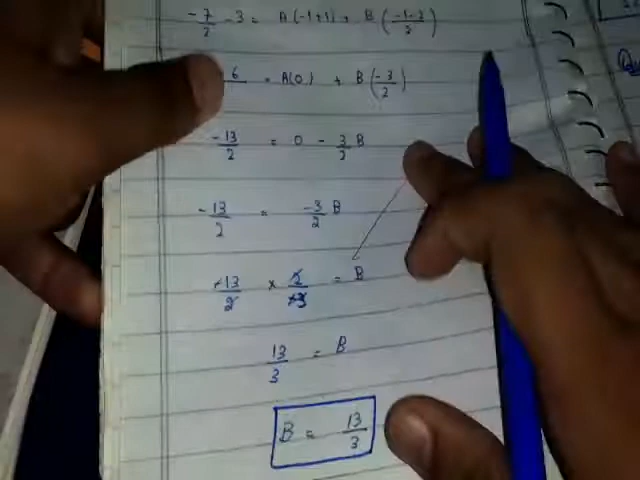 -7/2 - 3 = A(-1+1) + B(-1-2/2)
6 = A(0) + B(-3/2)
-13/2 = 0 - 3/2 B
-13/2 = -3/2 B
-13/2 × 2/-3 = B
13/3 = B
B = 13/3